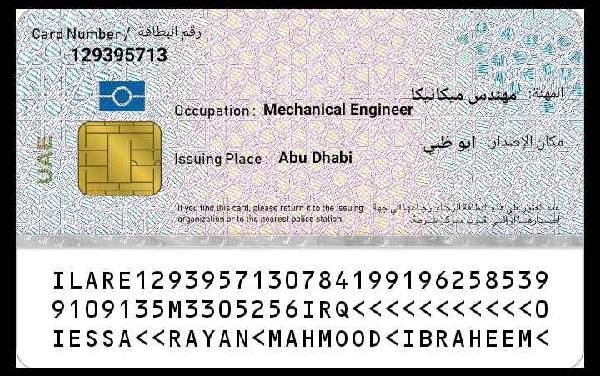 Card Number / رقم البطاقة
129395713
Occupation: Mechanical Engineer المهنة: مهندس ميكانيكا
Issuing Place Abu Dhabi مكان الإصدار: ابو ظبي
UAE
If you find this card, please return it to the issuing
organization or to the nearest police station.
ILARE1293957130784199196258539
9109135M3305256IRQ<<<<<<<<<<<0
IESSA<<RAYAN<MAHMOOD<IBRAHEEM<